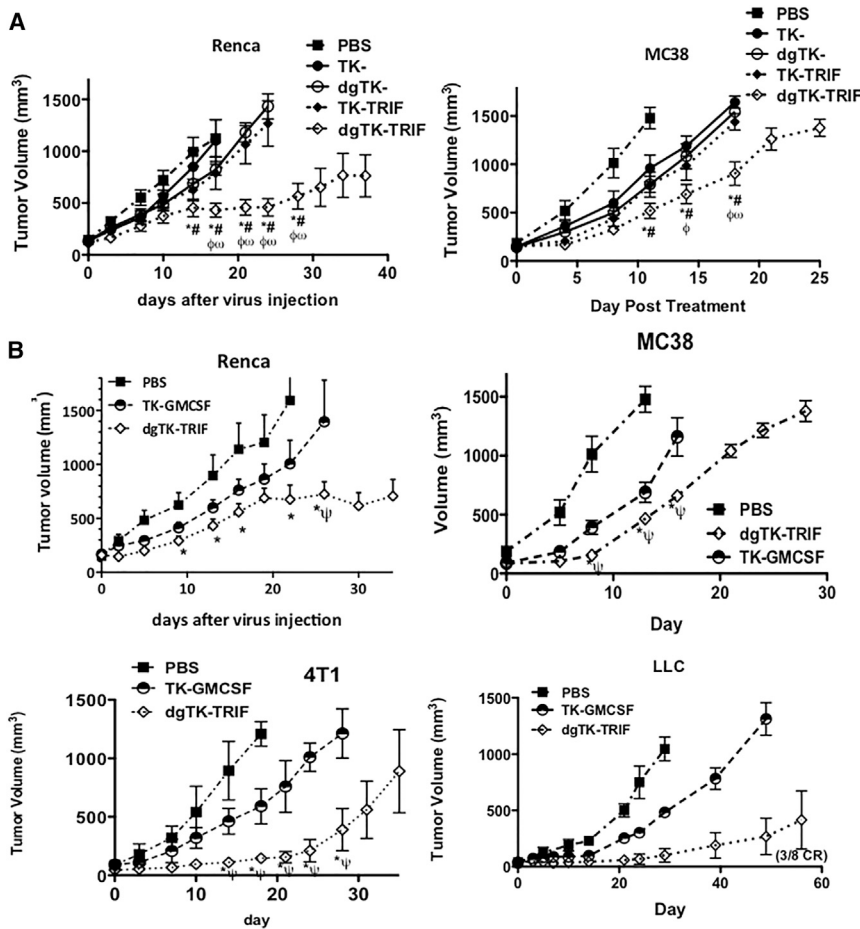 A
Renca
PBS
TK-
dgTK-
TK-TRIF
dgTK-TRIF
Tumor Volume (mm³)
1500
1000
500
0
0 10 20 30 40
*# *# *# *# *#
ϕω ϕω ϕω ϕω
days after virus injection
MC38
PBS
TK-
dgTK-
TK-TRIF
dgTK-TRIF
Tumor Volume (mm³)
1500
1000
500
0
0 5 10 15 20 25
*# *# *#
ϕ ϕω
Day Post Treatment
B
Renca
PBS
TK-GMCSF
dgTK-TRIF
Tumor volume (mm³)
1500
1000
500
0
0 10 20 30
* * * * *ψ
days after virus injection
MC38
Volume (mm³)
1500
1000
500
0
0 10 20 30
*ψ *ψ *ψ
PBS
dgTK-TRIF
TK-GMCSF
Day
4T1
PBS
TK-GMCSF
dgTK-TRIF
Tumor Volume (mm³)
1500
1000
500
0
0 10 20 30
*ψ *ψ *ψ *ψ *ψ
day
LLC
PBS
TK-GMCSF
dgTK-TRIF
Tumor Volume (mm³)
1500
1000
500
0
0 20 40 60
(3/8 CR)
Day